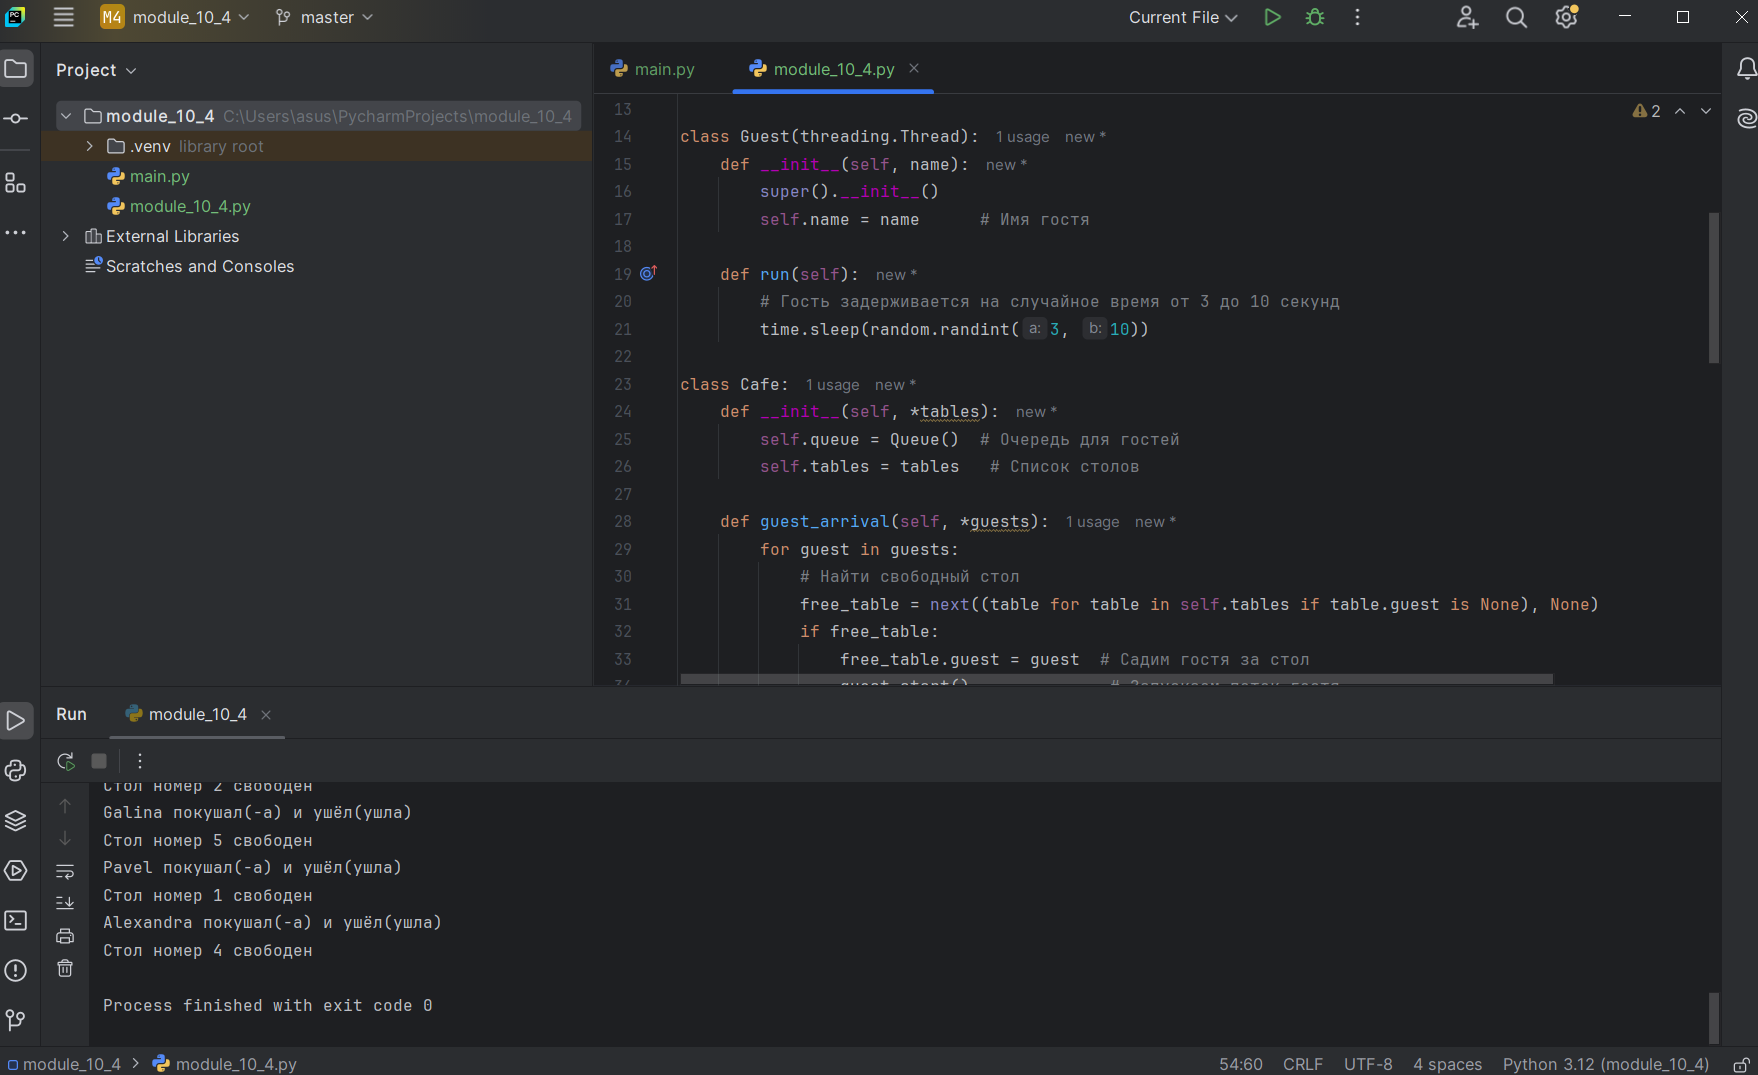 M4 module_10_4 master Current File
Project
main.py module_10_4.py
module_10_4 C:\Users\asus\PycharmProjects\module_10_4
.venv library root
main.py
module_10_4.py
External Libraries
Scratches and Consoles
2
13
14 class Guest(threading.Thread): 1 usage new *
15 def __init__(self, name): new *
16 super().__init__()
17 self.name = name # Имя гостя
18
19 def run(self): new *
20 # Гость задерживается на случайное время от 3 до 10 секунд
21 time.sleep(random.randint(a: 3, b: 10))
22
23 class Cafe: 1 usage new *
24 def __init__(self, *tables): new *
25 self.queue = Queue() # Очередь для гостей
26 self.tables = tables # Список столов
27
28 def guest_arrival(self, *guests): 1 usage new *
29 for guest in guests:
30 # Найти свободный стол
31 free_table = next((table for table in self.tables if table.guest is None), None)
32 if free_table:
33 free_table.guest = guest # Садим гостя за стол
34 guest.start() # Запускаем поток гостя
Run module_10_4
Стол номер 2 свободен
Galina покушал(-а) и ушёл(ушла)
Стол номер 5 свободен
Pavel покушал(-а) и ушёл(ушла)
Стол номер 1 свободен
Alexandra покушал(-а) и ушёл(ушла)
Стол номер 4 свободен
Process finished with exit code 0
module_10_4 module_10_4.py 54:60 CRLF UTF-8 4 spaces Python 3.12 (module_10_4)